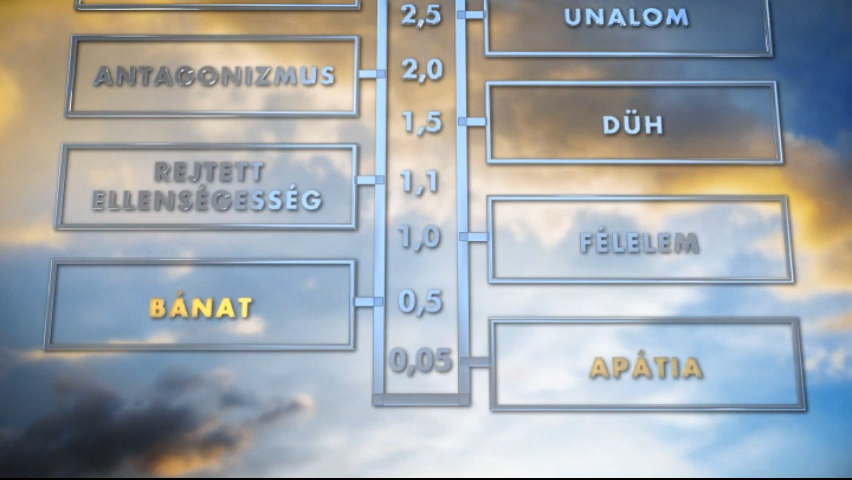 2,5
UNALOM
ANTAGONIZMUS
2,0
1,5
DÜH
REJTETT
ELLENSÉGESSÉG
1,1
1,0
FÉLELEM
BÁNAT
0,5
0,05
APÁTIA